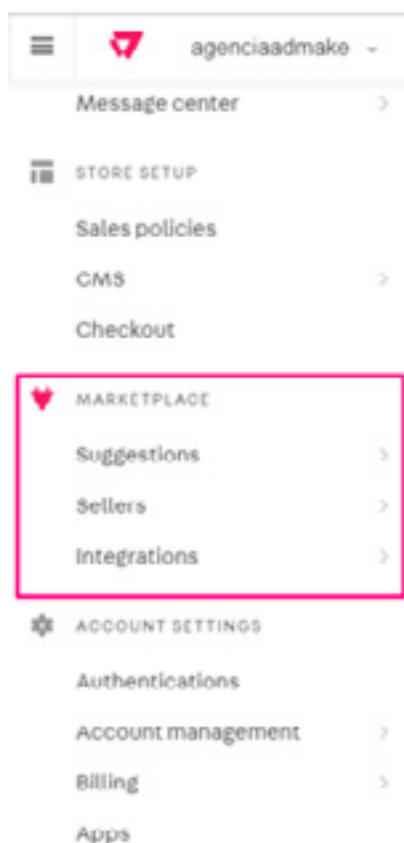 agenciaadmake
Message center
STORE SETUP
Sales policies
CMS
Checkout
MARKETPLACE
Suggestions
Sellers
Integrations
ACCOUNT SETTINGS
Authentications
Account management
Billing
Apps